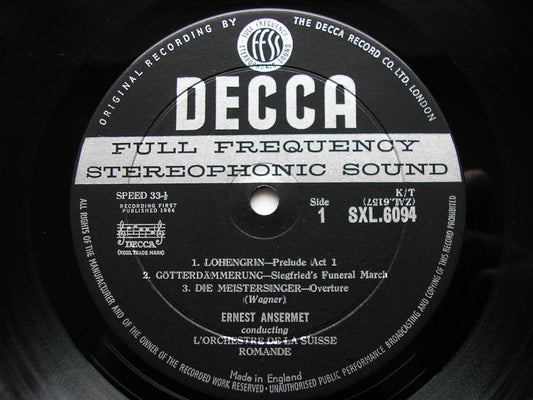 ORIGINAL RECORDING BY THE DECCA RECORD CO. LTD. LONDON
FULL FREQUENCY
ffss
STEREOPHONIC SOUND
DECCA
FULL FREQUENCY
STEREOPHONIC SOUND
SPEED 33⅓
RECORDING FIRST
PUBLISHED 1964
DECCA
(REGD. TRADE MARK)
Side
1
K/T
(ZAL.6157)
SXL.6094
1. LOHENGRIN—Prelude Act 1
2. GÖTTERDÄMMERUNG—Siegfried's Funeral March
3. DIE MEISTERSINGER—Overture
(Wagner)
ERNEST ANSERMET
conducting
L'ORCHESTRE DE LA SUISSE
ROMANDE
Made in England
ALL RIGHTS OF THE MANUFACTURER AND OF THE OWNER OF THE RECORDED WORK RESERVED · UNAUTHORISED PUBLIC PERFORMANCE BROADCASTING AND COPYING OF THIS RECORD PROHIBITED